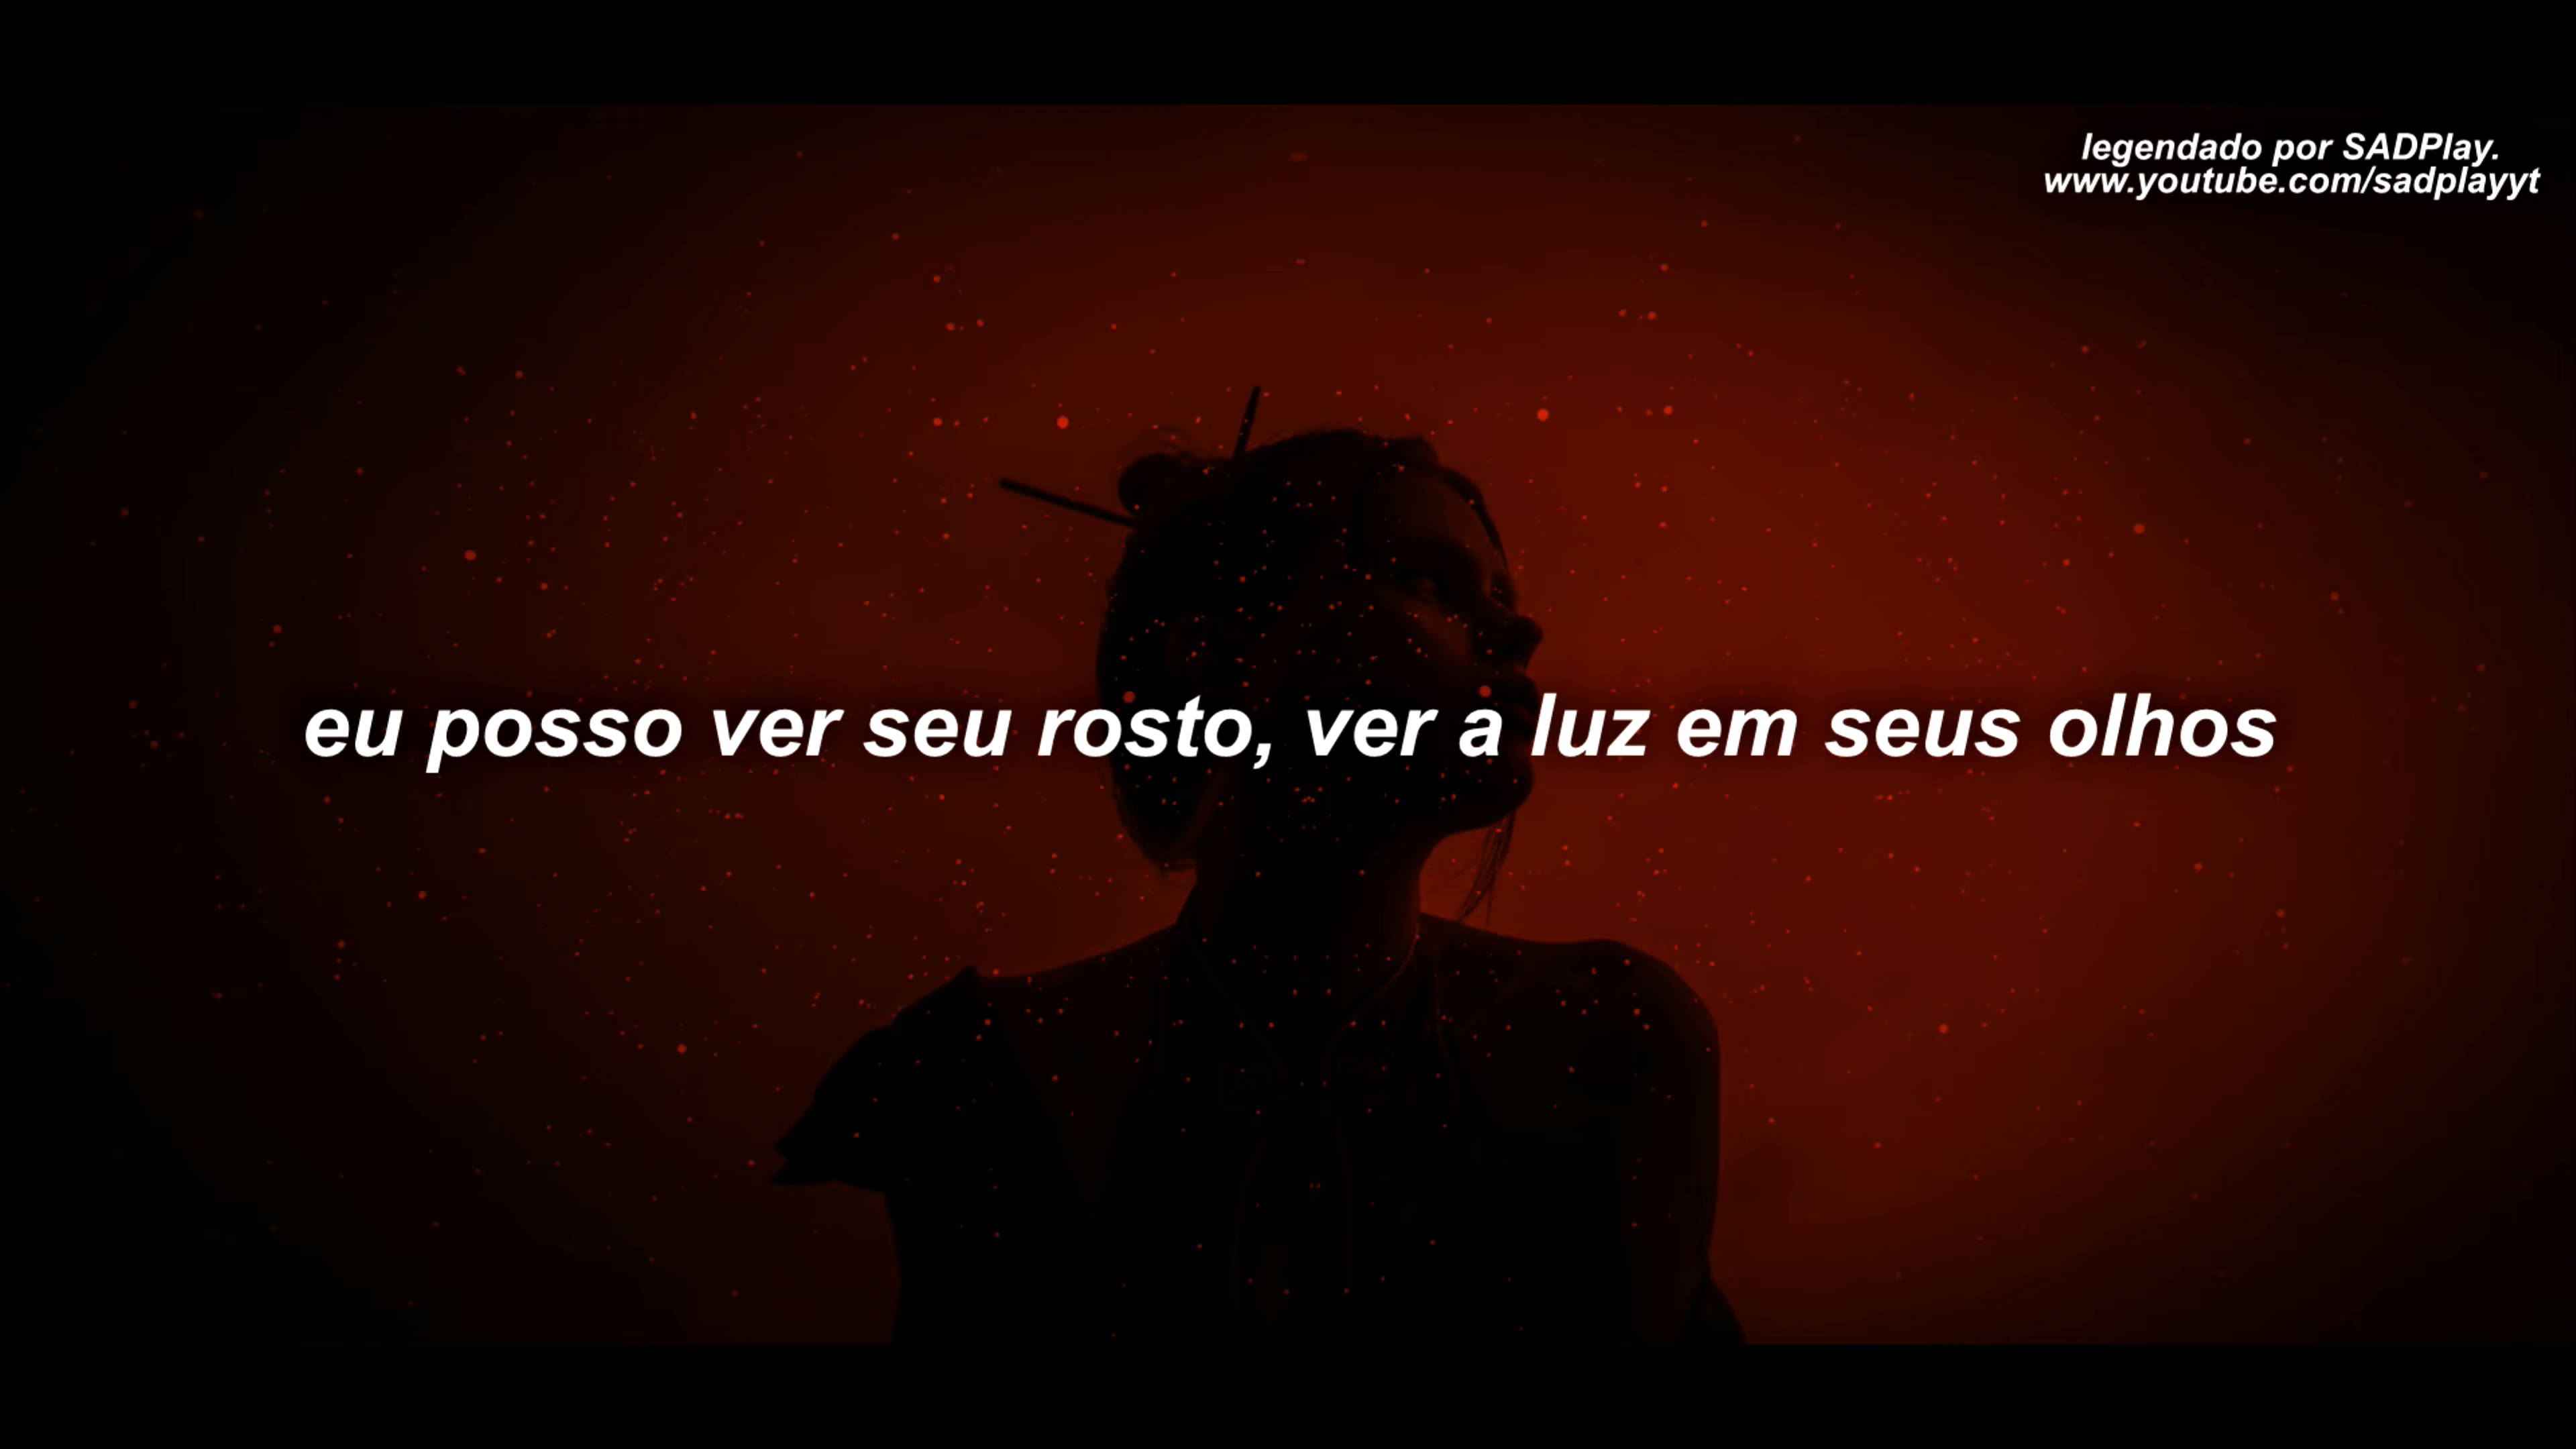 legendado por SADPlay.
www.youtube.com/sadplayyt
eu posso ver seu rosto, ver a luz em seus olhos